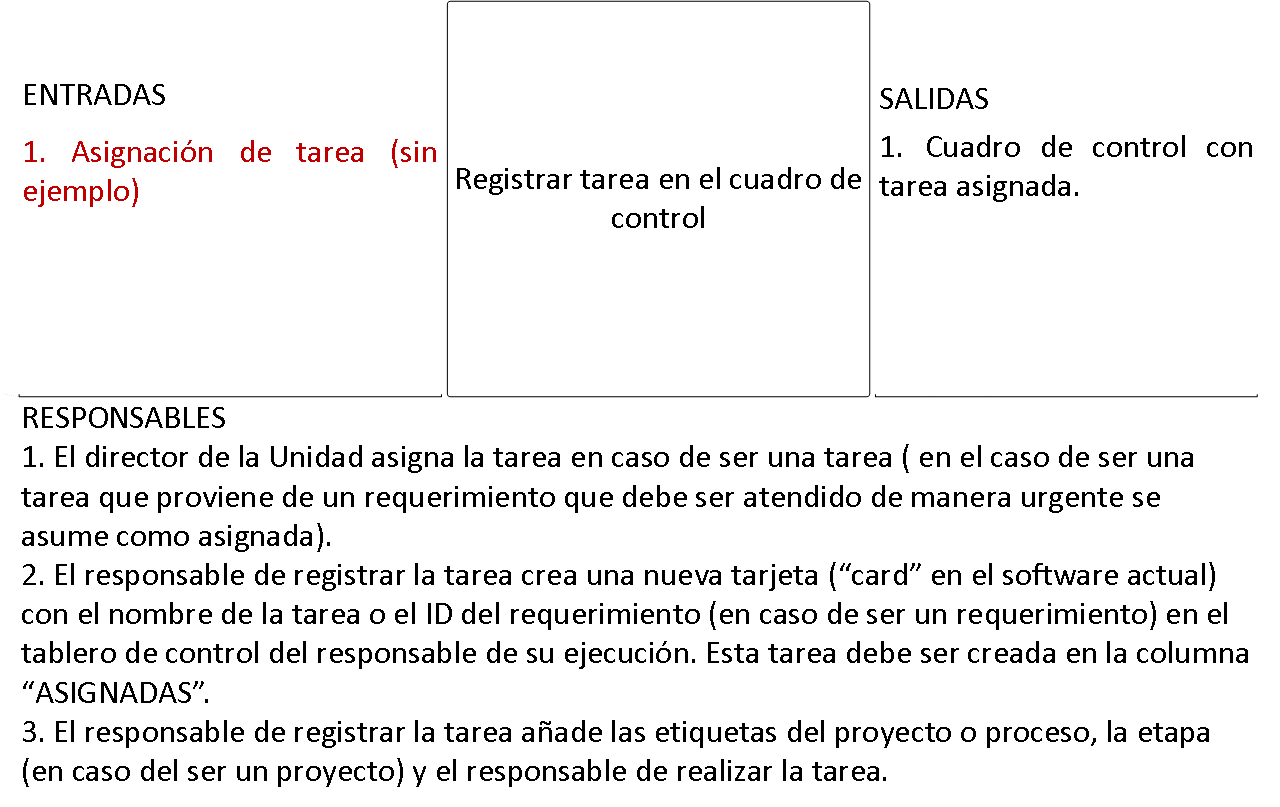 ENTRADAS
1. Asignación de tarea (sin
ejemplo)
Registrar tarea en el cuadro de
control
SALIDAS
1. Cuadro de control con
tarea asignada.
RESPONSABLES
1. El director de la Unidad asigna la tarea en caso de ser una tarea ( en el caso de ser una
tarea que proviene de un requerimiento que debe ser atendido de manera urgente se
asume como asignada).
2. El responsable de registrar la tarea crea una nueva tarjeta (“card” en el software actual)
con el nombre de la tarea o el ID del requerimiento (en caso de ser un requerimiento) en el
tablero de control del responsable de su ejecución. Esta tarea debe ser creada en la columna
“ASIGNADAS”.
3. El responsable de registrar la tarea añade las etiquetas del proyecto o proceso, la etapa
(en caso del ser un proyecto) y el responsable de realizar la tarea.